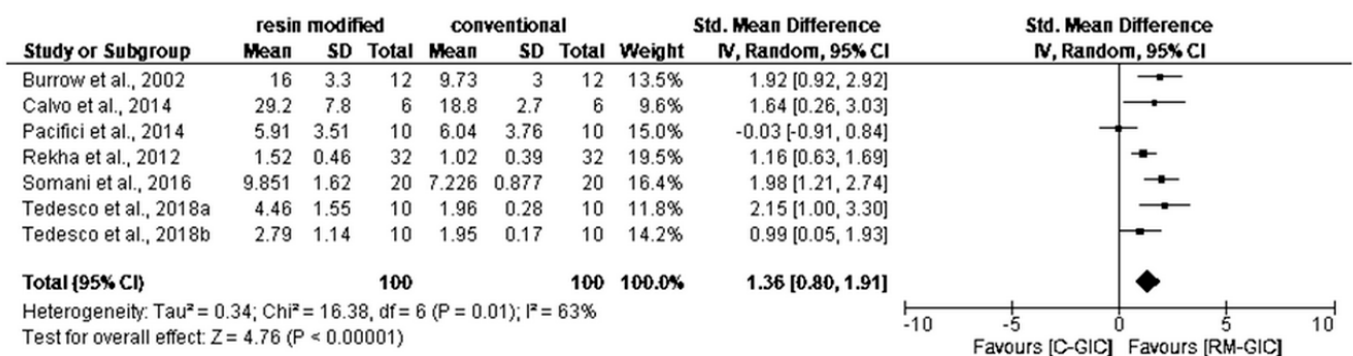 resin modified conventional Std. Mean Difference Std. Mean Difference
Study or Subgroup Mean SD Total Mean SD Total Weight IV, Random, 95% CI IV, Random, 95% CI
Burrow et al., 2002 16 3.3 12 9.73 3 12 13.5% 1.92 [0.92, 2.92]
Calvo et al., 2014 29.2 7.8 6 18.8 2.7 6 9.6% 1.64 [0.26, 3.03]
Pacifici et al., 2014 5.91 3.51 10 6.04 3.76 10 15.0% -0.03 [-0.91, 0.84]
Rekha et al., 2012 1.52 0.46 32 1.02 0.39 32 19.5% 1.16 [0.63, 1.69]
Somani et al., 2016 9.851 1.62 20 7.226 0.877 20 16.4% 1.98 [1.21, 2.74]
Tedesco et al., 2018a 4.46 1.55 10 1.96 0.28 10 11.8% 2.15 [1.00, 3.30]
Tedesco et al., 2018b 2.79 1.14 10 1.95 0.17 10 14.2% 0.99 [0.05, 1.93]
Total (95% CI) 100 100 100.0% 1.36 [0.80, 1.91]
Heterogeneity: Tau² = 0.34; Chi² = 16.38, df = 6 (P = 0.01); I² = 63%
Test for overall effect: Z = 4.76 (P < 0.00001)
-10 -5 0 5 10
Favours [C-GIC] Favours [RM-GIC]